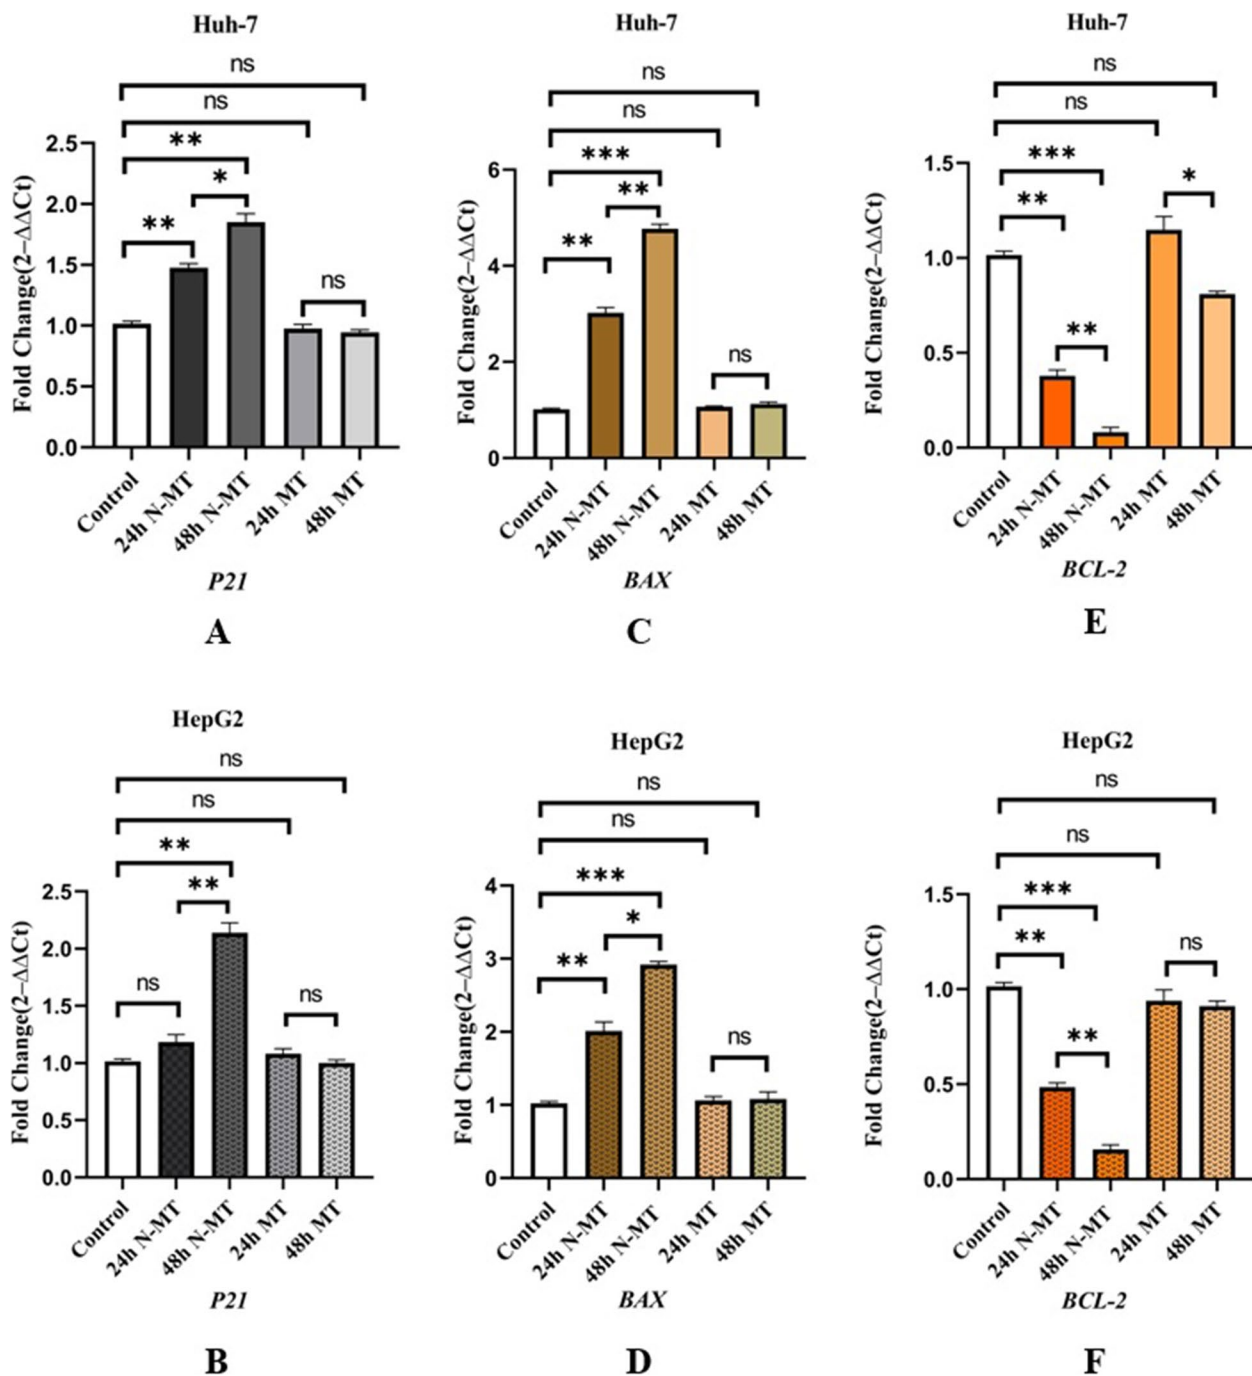 Huh-7
ns
ns
**
*
**
ns
Fold Change(2–ΔΔCt)
2.5
2.0
1.5
1.0
0.5
0.0
Control
24h N-MT
48h N-MT
24h MT
48h MT
P21
A
Huh-7
ns
ns
***
**
**
ns
Fold Change(2–ΔΔCt)
6
4
2
0
Control
24h N-MT
48h N-MT
24h MT
48h MT
BAX
C
Huh-7
ns
ns
***
*
**
**
Fold Change(2–ΔΔCt)
1.5
1.0
0.5
0.0
Control
24h N-MT
48h N-MT
24h MT
48h MT
BCL-2
E
HepG2
ns
ns
**
**
ns
ns
Fold Change(2–ΔΔCt)
2.5
2.0
1.5
1.0
0.5
0.0
Control
24h N-MT
48h N-MT
24h MT
48h MT
P21
B
HepG2
ns
ns
***
*
**
ns
Fold Change(2–ΔΔCt)
4
3
2
1
0
Control
24h N-MT
48h N-MT
24h MT
48h MT
BAX
D
HepG2
ns
ns
***
**
ns
**
Fold Change(2–ΔΔCt)
1.5
1.0
0.5
0.0
Control
24h N-MT
48h N-MT
24h MT
48h MT
BCL-2
F